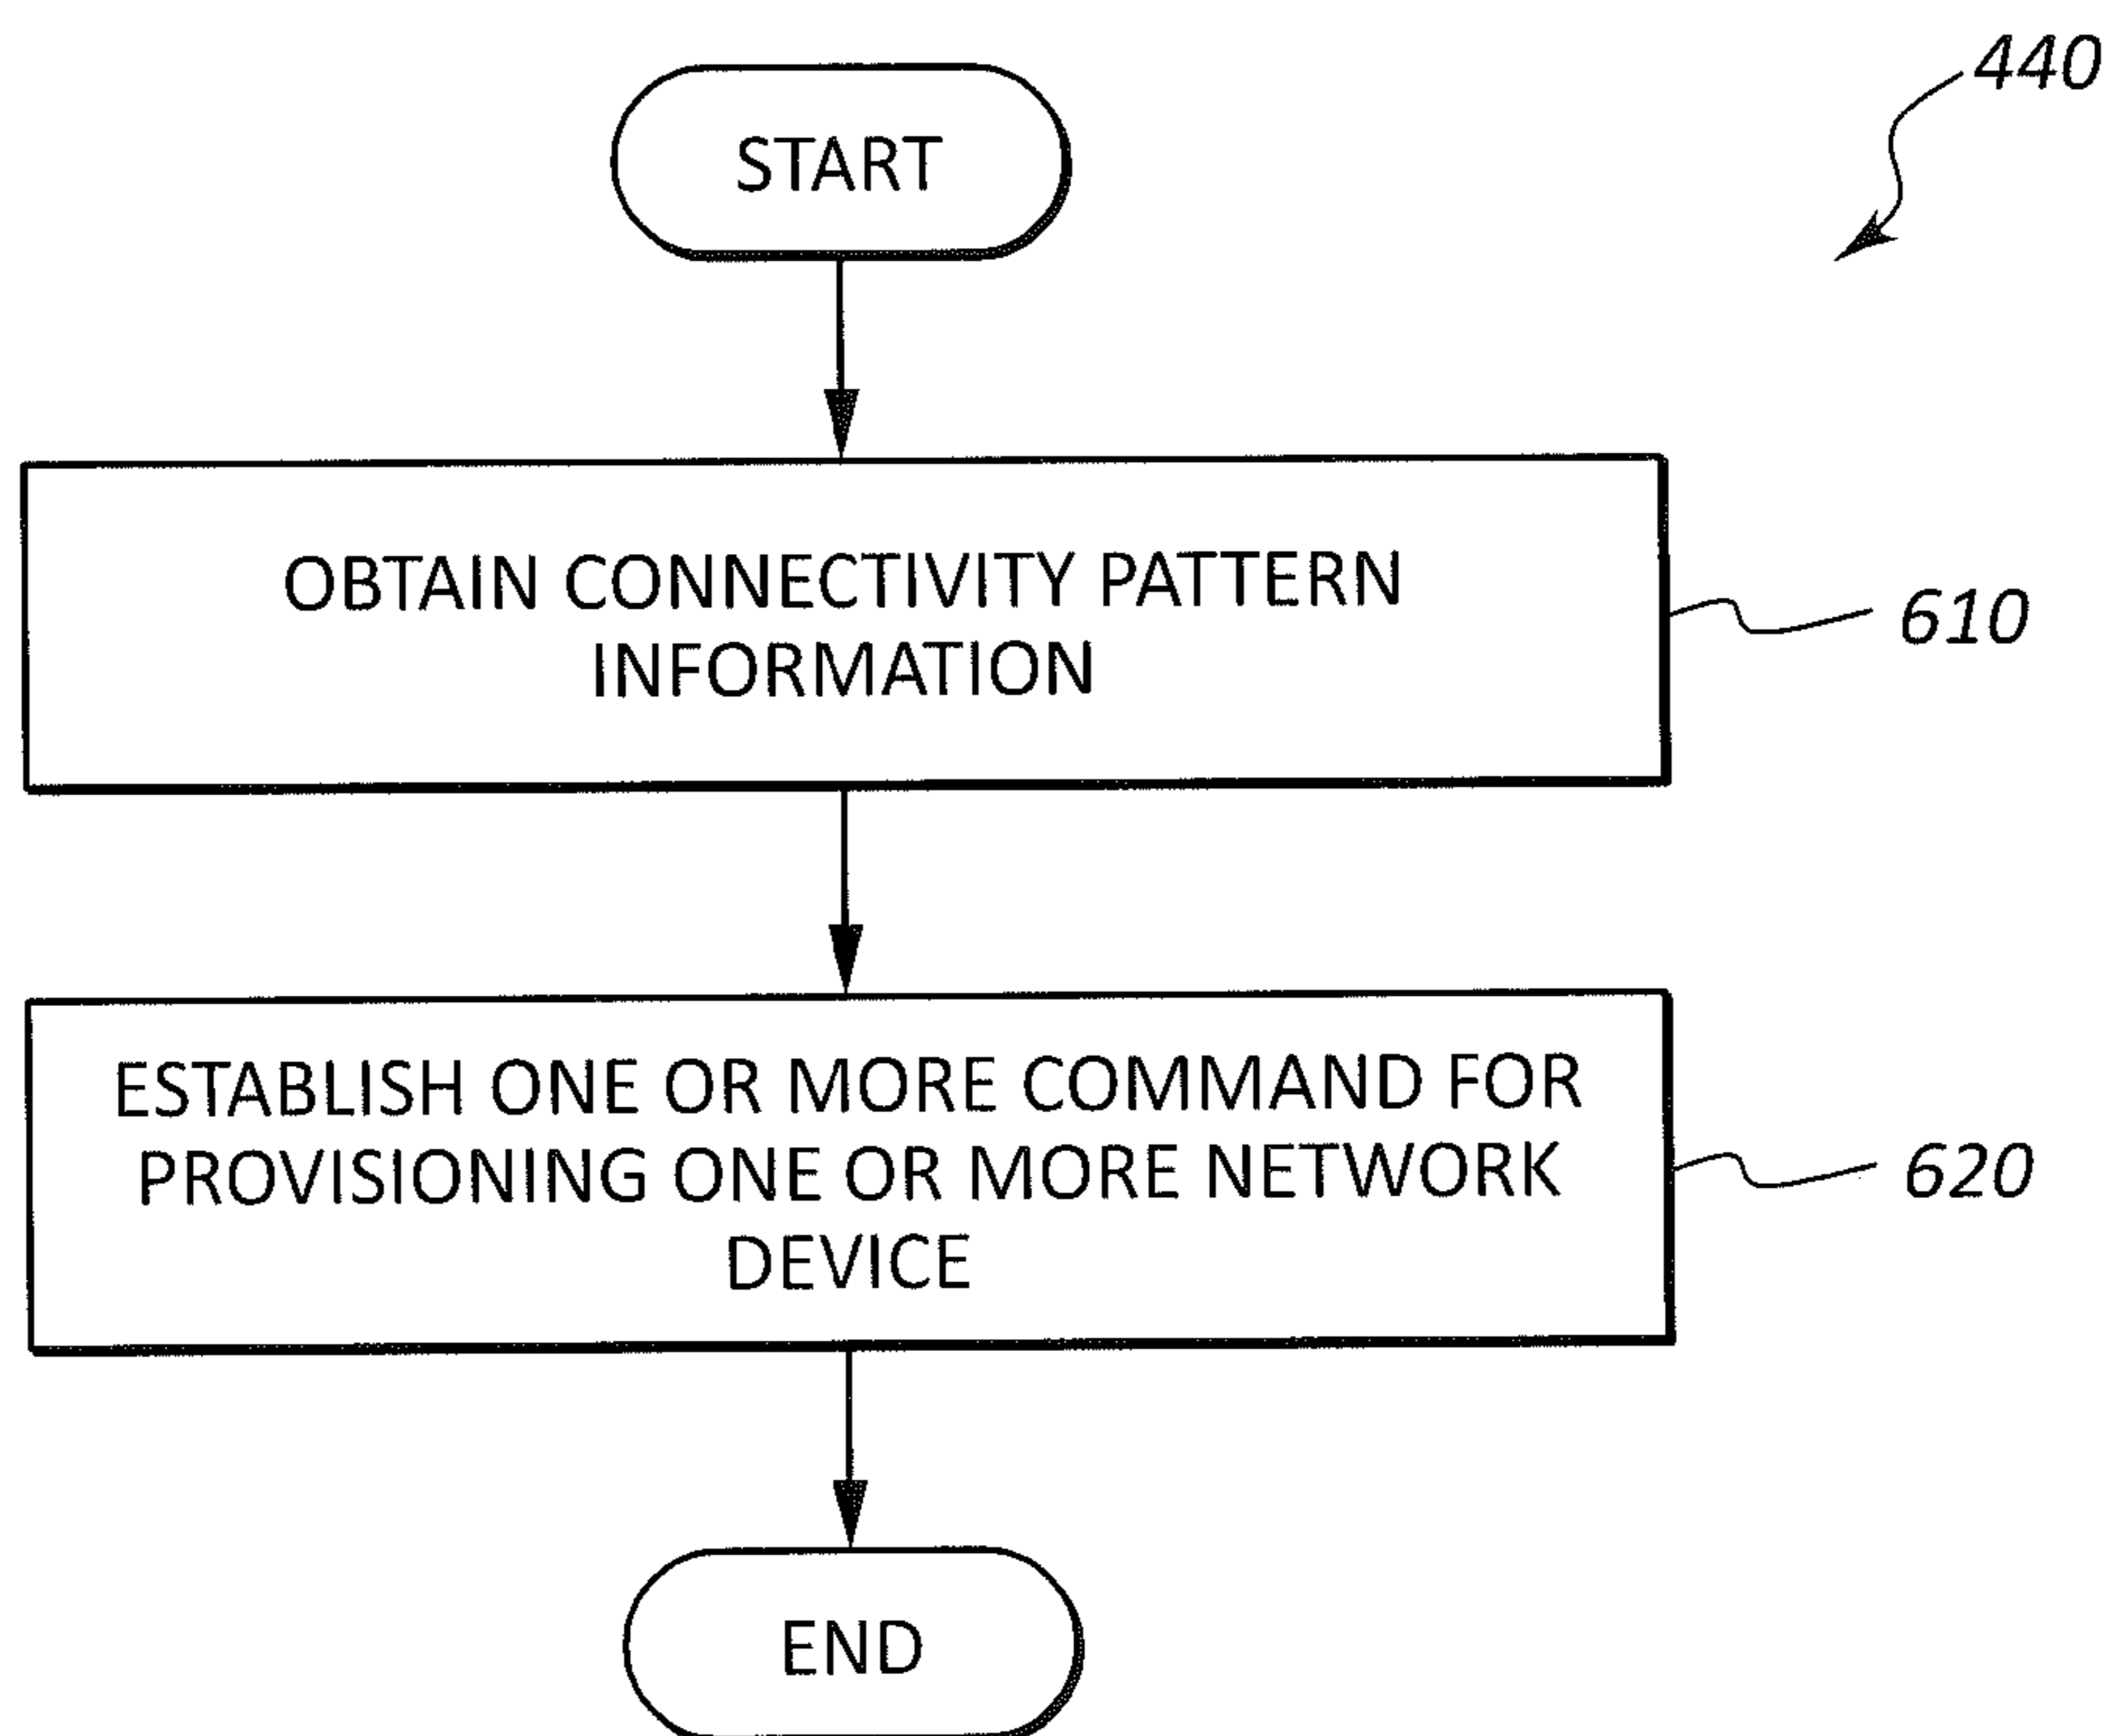 440
START
OBTAIN CONNECTIVITY PATTERN
INFORMATION
610
ESTABLISH ONE OR MORE COMMAND FOR
PROVISIONING ONE OR MORE NETWORK
DEVICE
620
END